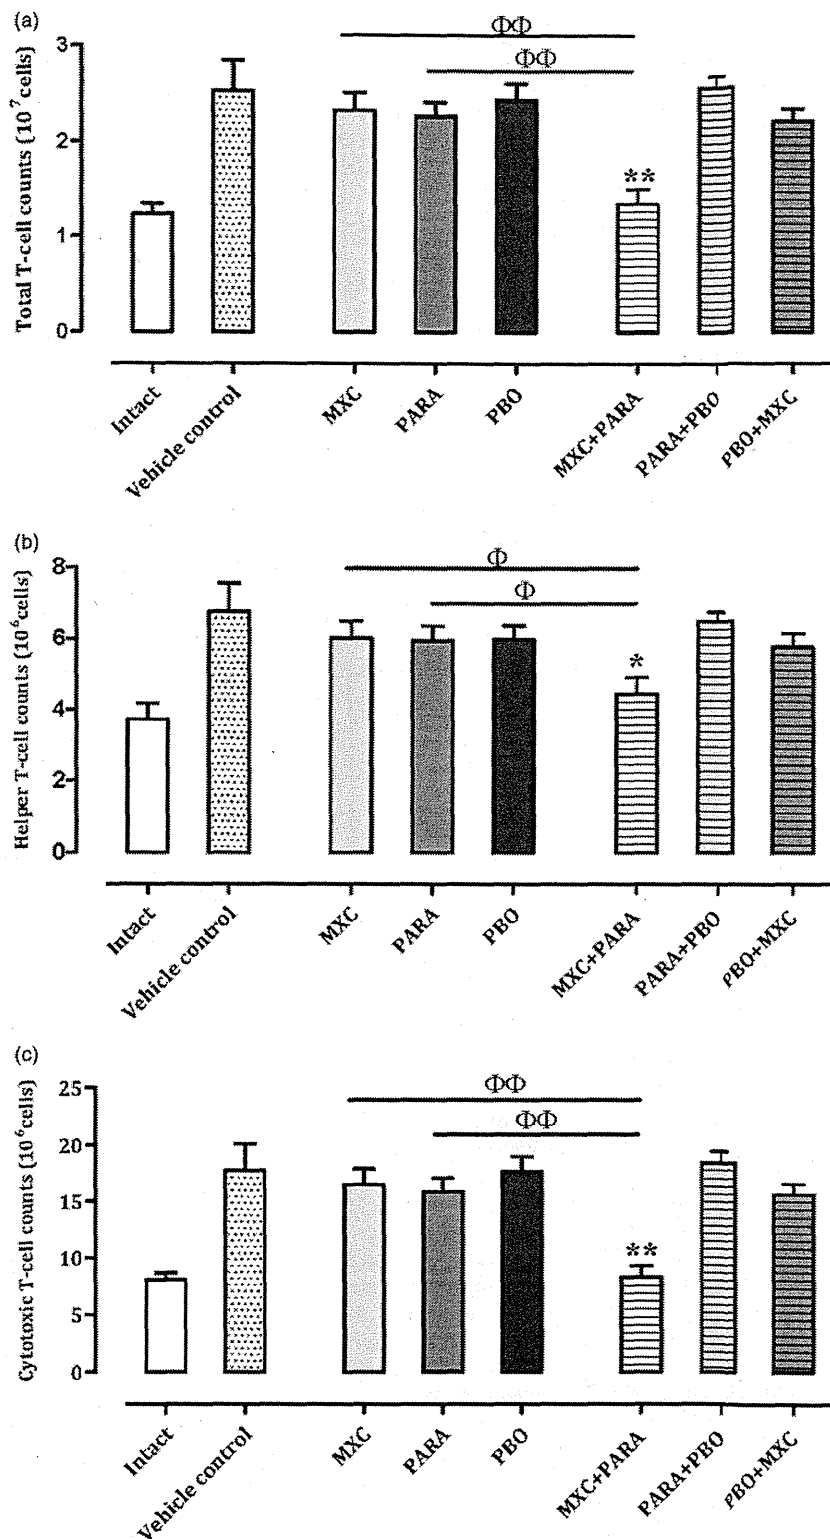 (a)
Total T-cell counts (10⁷ cells)
3
2
1
0
ΦΦ
ΦΦ
**
Intact
Vehicle control
MXC
PARA
PBO
MXC+PARA
PARA+PBO
PBO+MXC
(b)
Helper T-cell counts (10⁶cells)
8
6
4
2
0
Φ
Φ
*
Intact
Vehicle control
MXC
PARA
PBO
MXC+PARA
PARA+PBO
PBO+MXC
(c)
Cytotoxic T-cell counts (10⁶cells)
25
20
15
10
5
0
ΦΦ
ΦΦ
**
Intact
Vehicle control
MXC
PARA
PBO
MXC+PARA
PARA+PBO
PBO+MXC